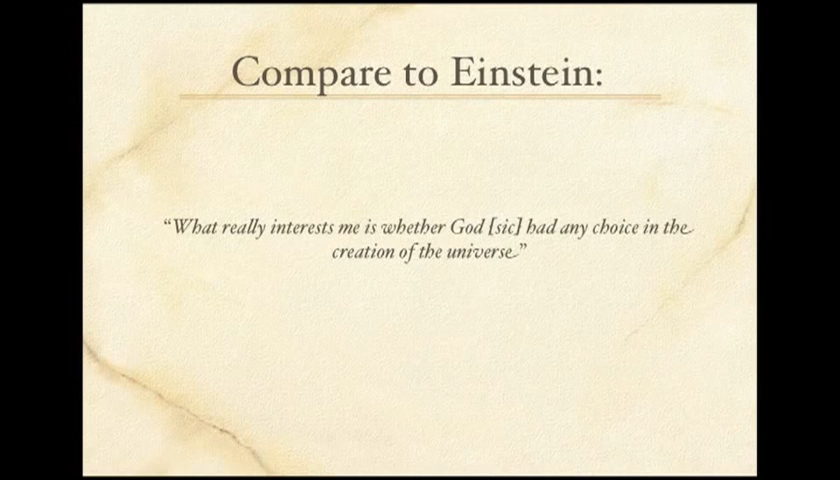 Compare to Einstein:
“What really interests me is whether God [sic] had any choice in the
creation of the universe”